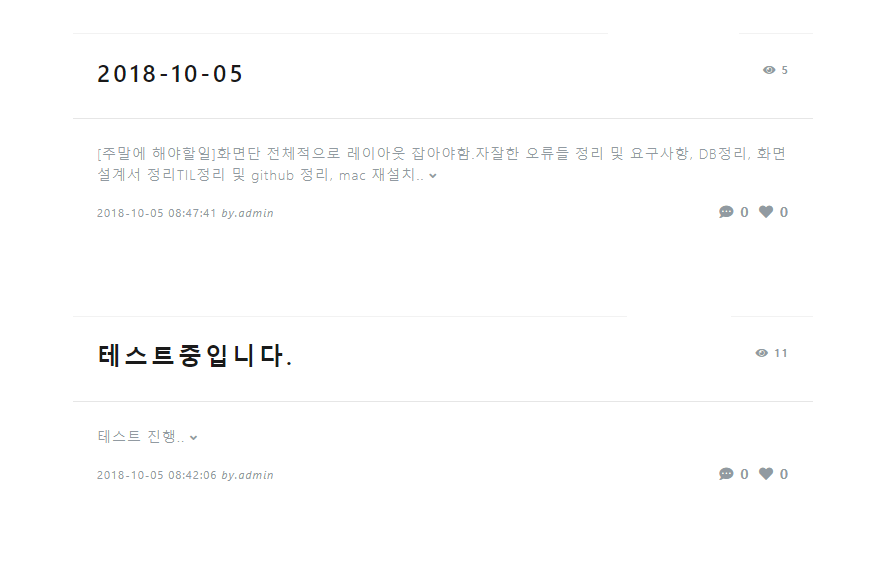 2018-10-05
5
[주말에 해야할일]화면단 전체적으로 레이아웃 잡아야함.자잘한 오류들 정리 및 요구사항, DB정리, 화면
설계서 정리TIL정리 및 github 정리, mac 재설치..
2018-10-05 08:47:41 by.admin
0 0
테스트중입니다.
11
테스트 진행..
2018-10-05 08:42:06 by.admin
0 0